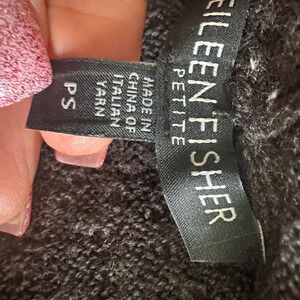 EILEEN FISHER
PETITE
MADE IN
CHINA OF
ITALIAN
YARN
PS